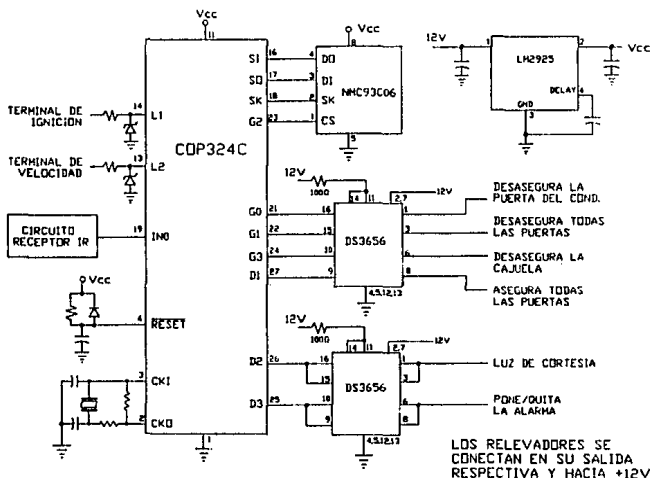 Vcc
11
COP324C
TERMINAL DE
IGNICION
14
L1
TERMINAL DE
VELOCIDAD
13
L2
CIRCUITO
RECEPTOR IR
19
IN0
Vcc
4
RESET
3
CKI
2
CKO
1
SI
16
4
DO
SO
17
3
DI
SK
18
2
SK
G2
23
1
CS
Vcc
8
NMC93C06
5
12V
1
LM2925
2
Vcc
DELAY
4
GND
3
12V
100Ω
14
11
2,7
12V
G0
21
16
G1
22
15
G3
24
10
D1
27
9
DS3656
4,5,12,13
1
DESASEGURA LA
PUERTA DEL COND.
3
DESASEGURA TODAS
LAS PUERTAS
6
DESASEGURA LA
CAJUELA
8
ASEGURA TODAS
LAS PUERTAS
12V
100Ω
14
11
2,7
12V
D2
26
16
15
D3
25
10
9
DS3656
4,5,12,13
1
3
LUZ DE CORTESIA
6
8
PONE/QUITA
LA ALARMA
LOS RELEVADORES SE
CONECTAN EN SU SALIDA
RESPECTIVA Y HACIA +12V